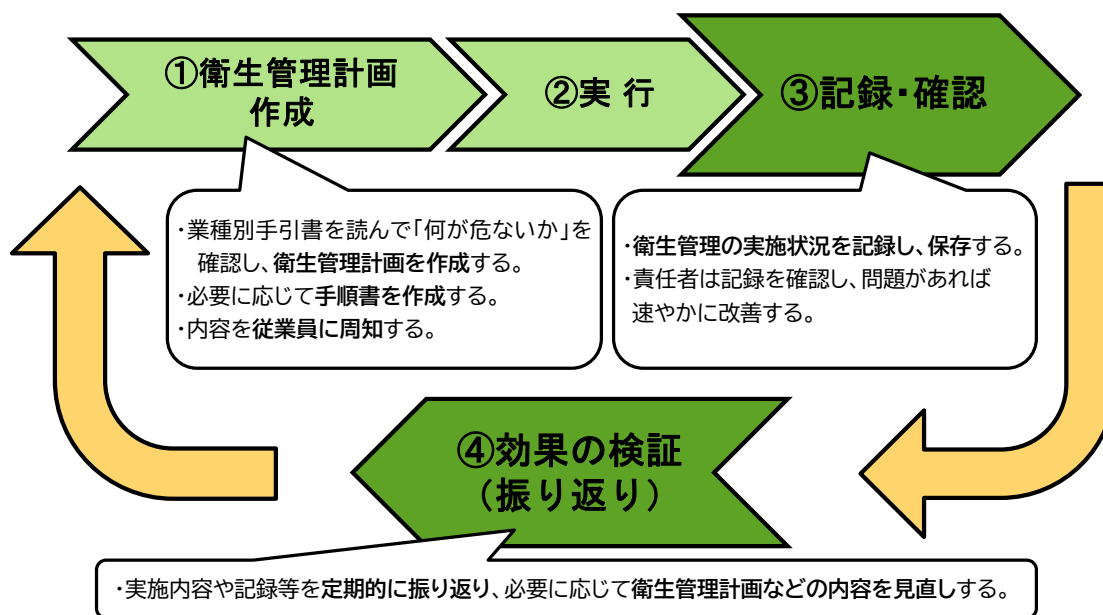 ①衛生管理計画
作成
②実 行
③記録・確認
・業種別手引書を読んで「何が危ないか」を
確認し、衛生管理計画を作成する。
・必要に応じて手順書を作成する。
・内容を従業員に周知する。
・衛生管理の実施状況を記録し、保存する。
・責任者は記録を確認し、問題があれば
速やかに改善する。
④効果の検証
（振り返り）
・実施内容や記録等を定期的に振り返り、必要に応じて衛生管理計画などの内容を見直しする。